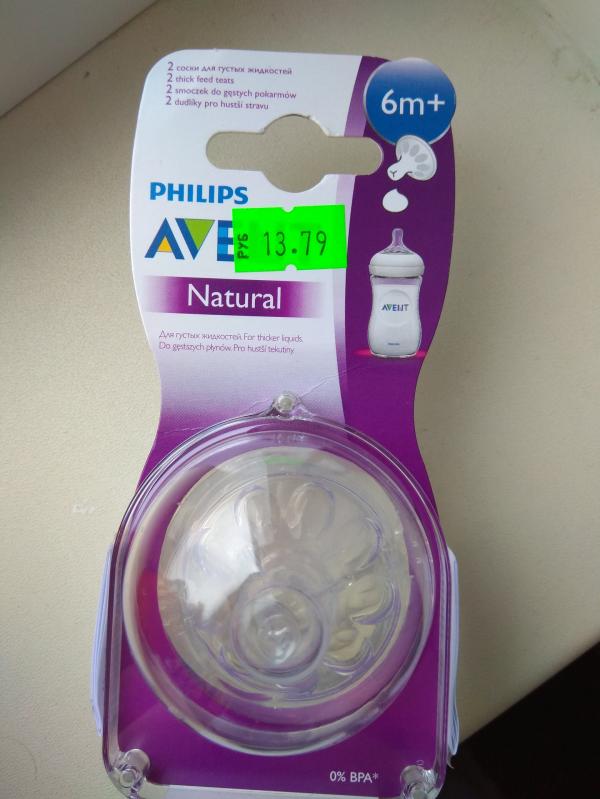 2 соски для густых жидкостей
2 thick feed teats
2 smoczek do gęstych pokarmów
2 dudlíky pro hustší stravu
6m+
PHILIPS
AVE
РУБ 13.79
Natural
AVENT
Для густых жидкостей. For thicker liquids.
Do gęstszych płynów. Pro hustší tekutiny
0% BPA*